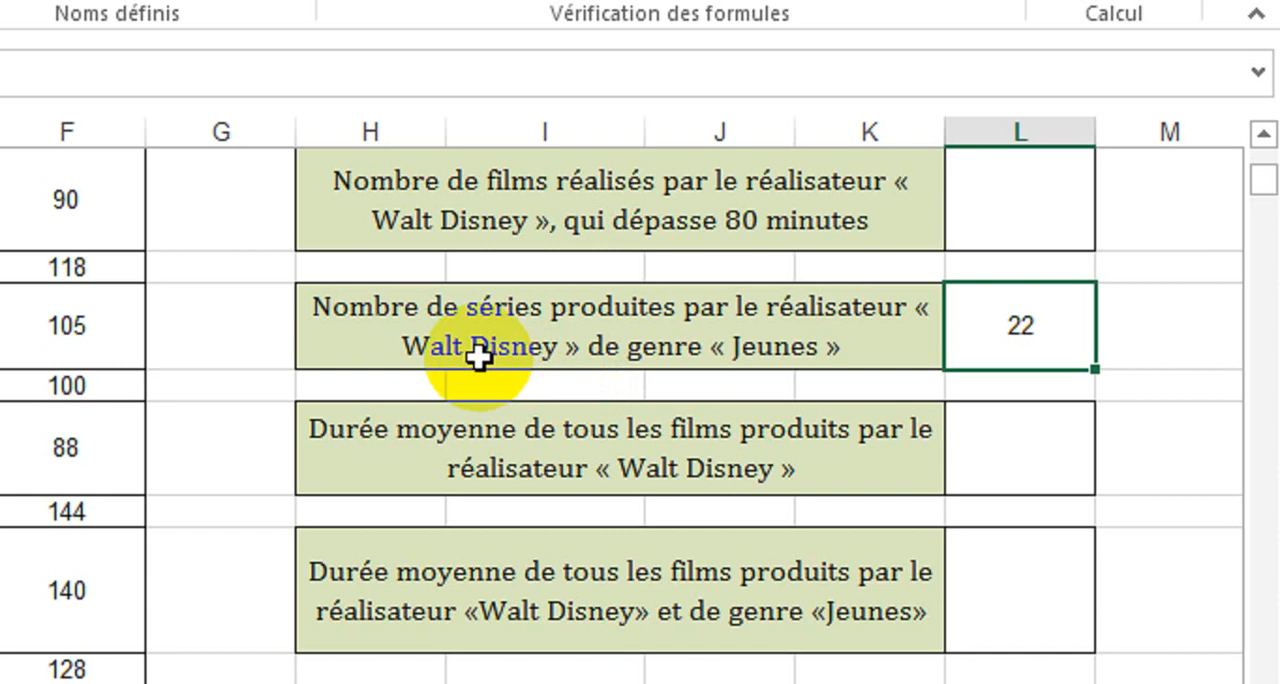 Noms définis Vérification des formules Calcul
F G H I J K L M
90
Nombre de films réalisés par le réalisateur «
Walt Disney », qui dépasse 80 minutes
118
105
Nombre de séries produites par le réalisateur «
Walt Disney » de genre « Jeunes »
22
100
88
Durée moyenne de tous les films produits par le
réalisateur « Walt Disney »
144
140
Durée moyenne de tous les films produits par le
réalisateur «Walt Disney» et de genre «Jeunes»
128